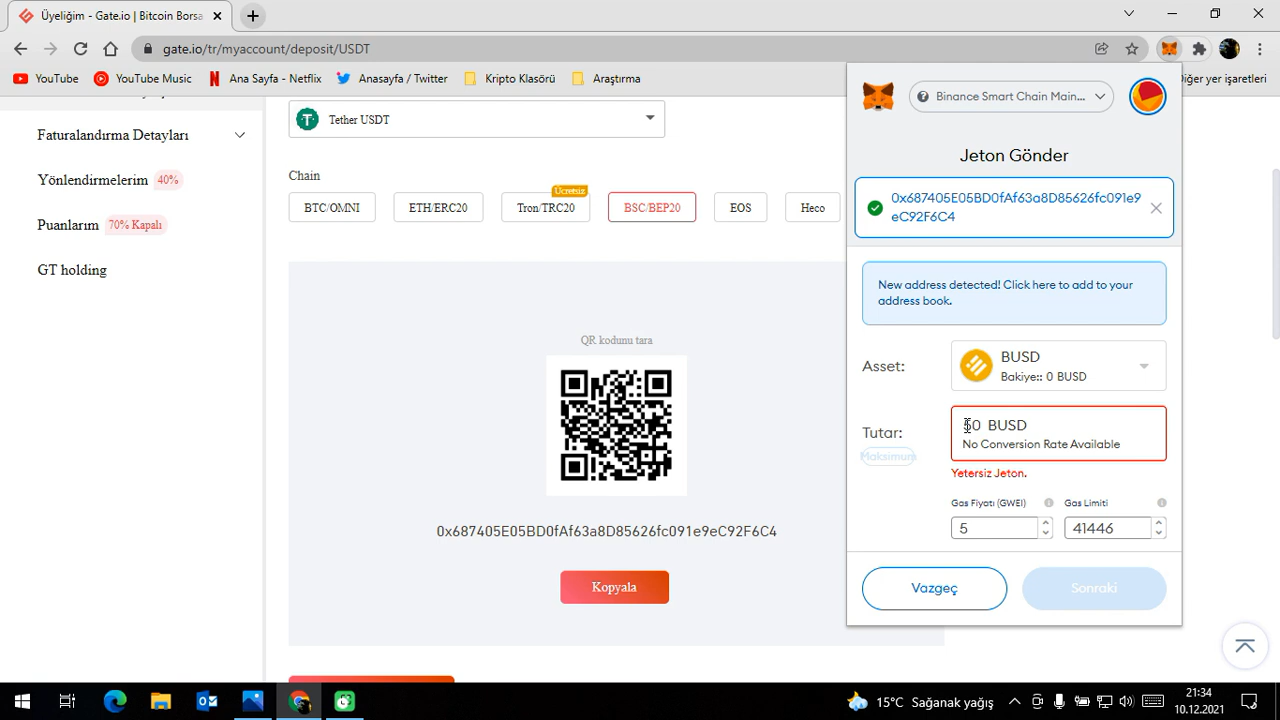 Üyeliğim - Gate.io | Bitcoin Borsa
gate.io/tr/myaccount/deposit/USDT
YouTube
YouTube Music
Ana Sayfa - Netflix
Anasayfa / Twitter
Kripto Klasörü
Araştırma
Diğer yer işaretleri
Faturalandırma Detayları
Yönlendirmelerim 40%
Puanlarım 70% Kapalı
GT holding
Tether USDT
Chain
Ücretsiz
BTC/OMNI
ETH/ERC20
Tron/TRC20
BSC/BEP20
EOS
Heco
QR kodunu tara
0x687405E05BD0fAf63a8D85626fc091e9eC92F6C4
Kopyala
Binance Smart Chain Main...
Jeton Gönder
0x687405E05BD0fAf63a8D85626fc091e9
eC92F6C4
New address detected! Click here to add to your
address book.
Asset:
BUSD
Bakiye:: 0 BUSD
Tutar:
Maksimum
BUSD
No Conversion Rate Available
Yetersiz Jeton.
Gas Fiyatı (GWEI)
Gas Limiti
5
41446
Vazgeç
Sonraki
15°C Sağanak yağış
21:34
10.12.2021